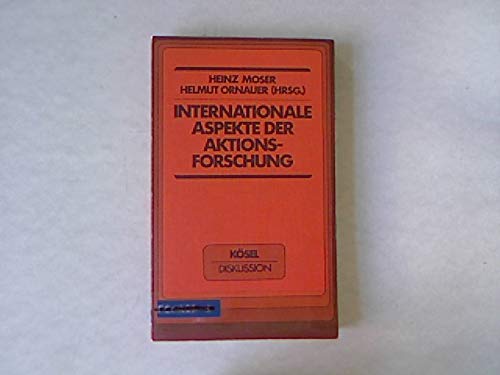 HEINZ MOSER
HELMUT ORNAUER (HRSG.)
INTERNATIONALE
ASPEKTE DER
AKTIONS-
FORSCHUNG
KÖSEL
DISKUSSION